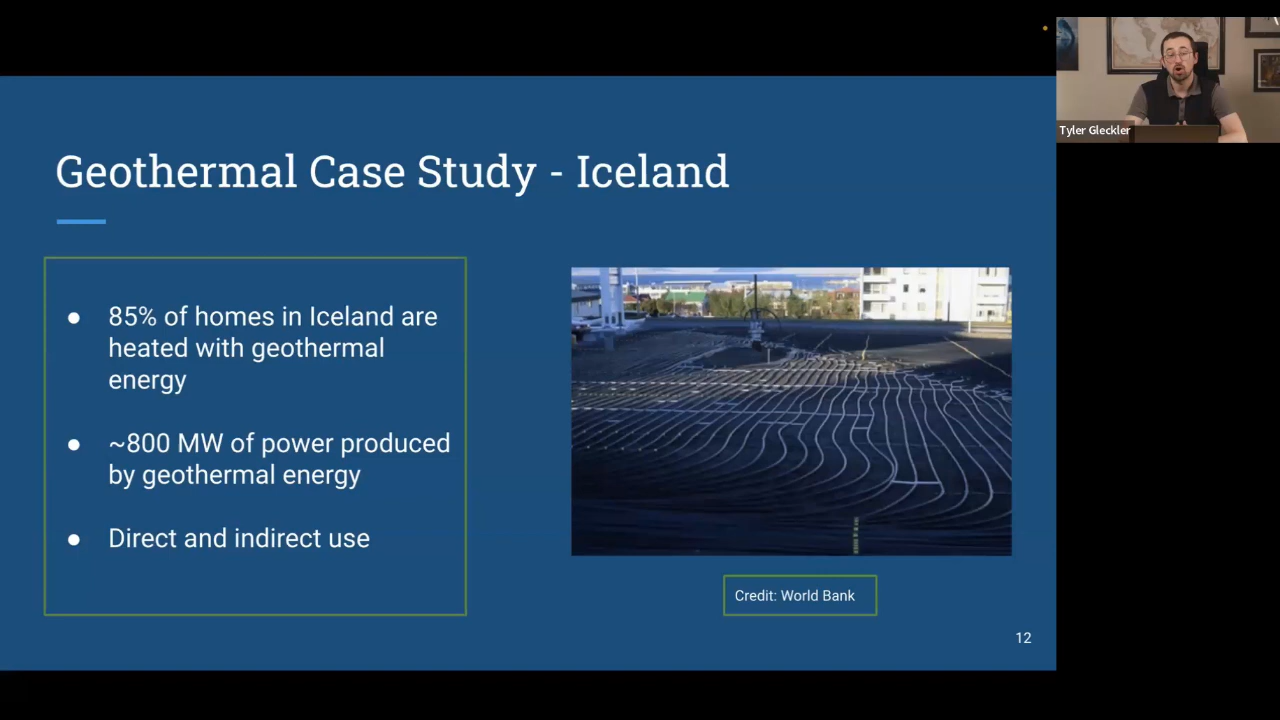 Geothermal Case Study - Iceland
● 85% of homes in Iceland are
heated with geothermal
energy
● ~800 MW of power produced
by geothermal energy
● Direct and indirect use
Credit: World Bank
12
Tyler Gleckler